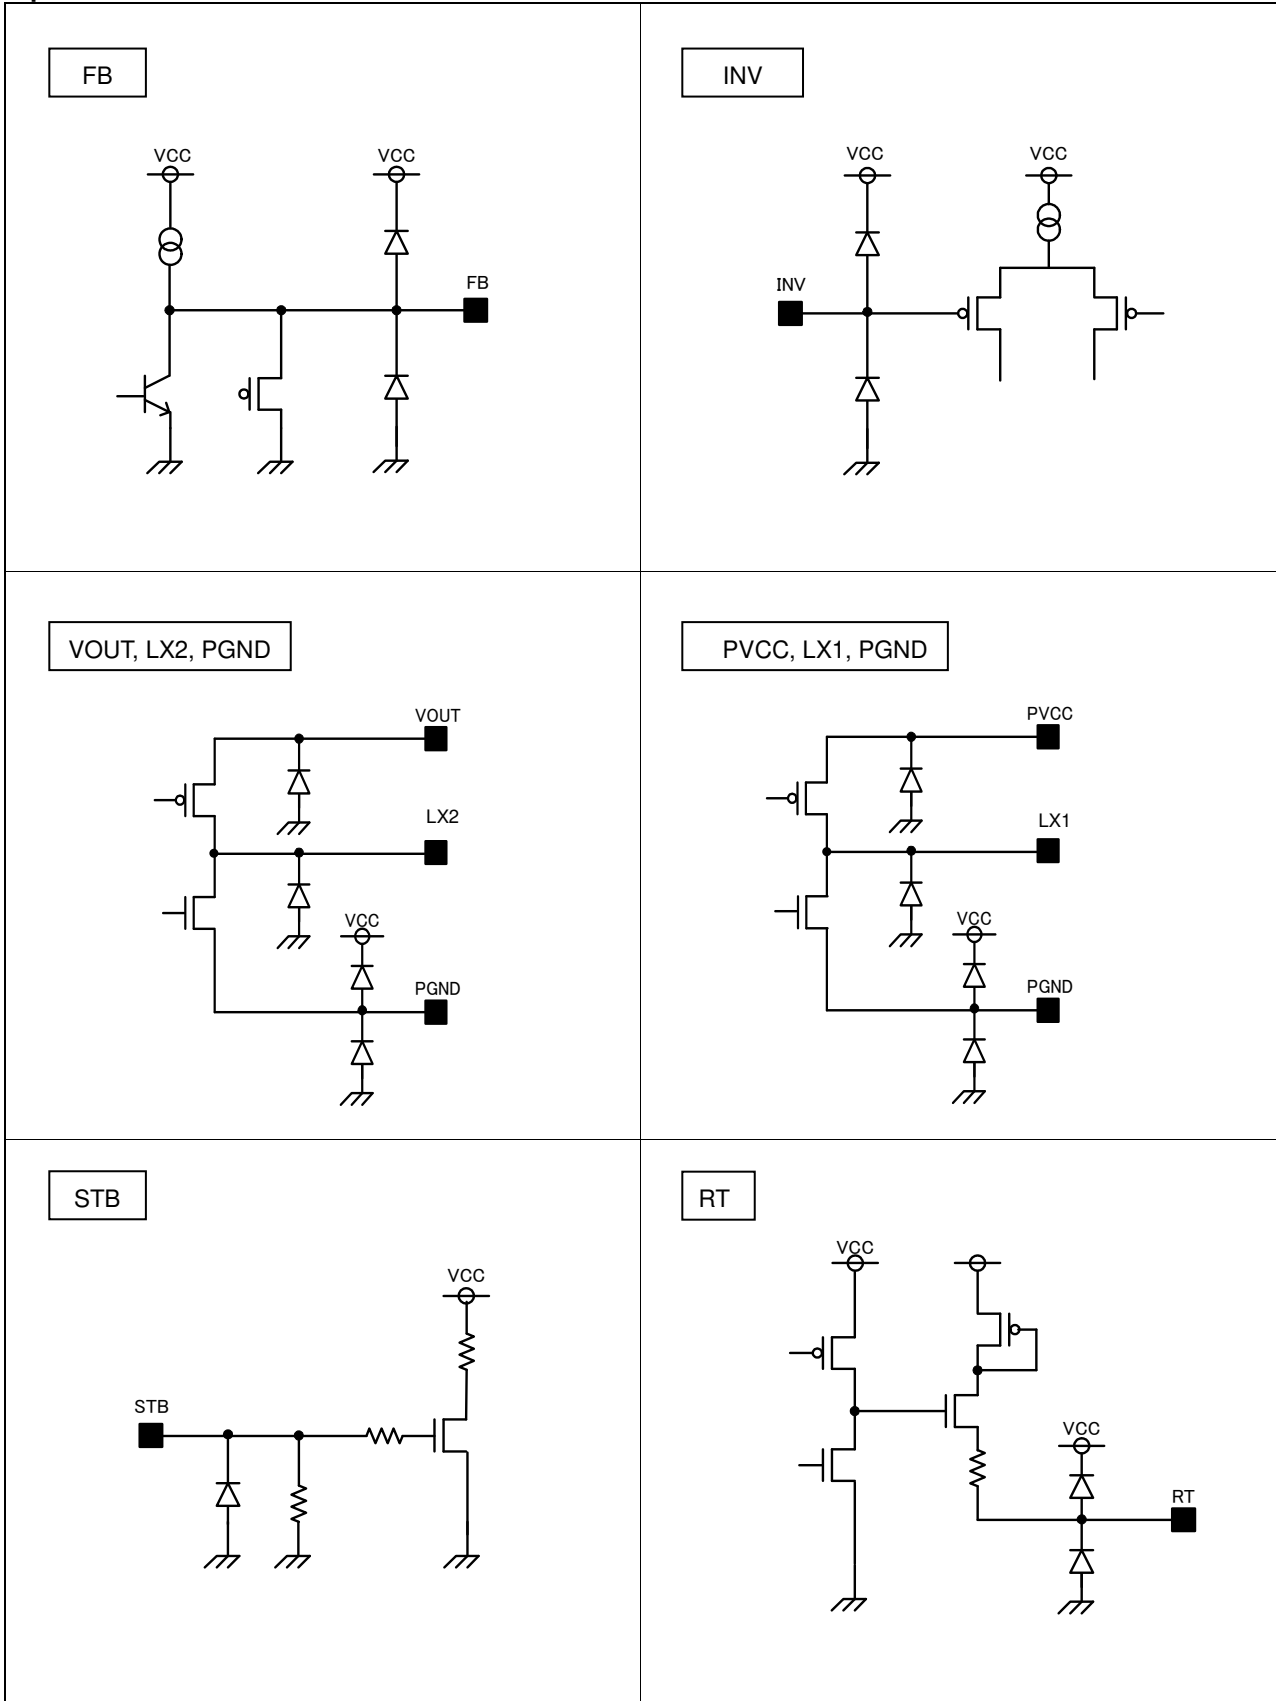 FB
VCC
VCC
FB
INV
VCC
VCC
INV
VOUT, LX2, PGND
VOUT
LX2
VCC
PGND
PVCC, LX1, PGND
PVCC
LX1
VCC
PGND
STB
VCC
STB
RT
VCC
VCC
RT